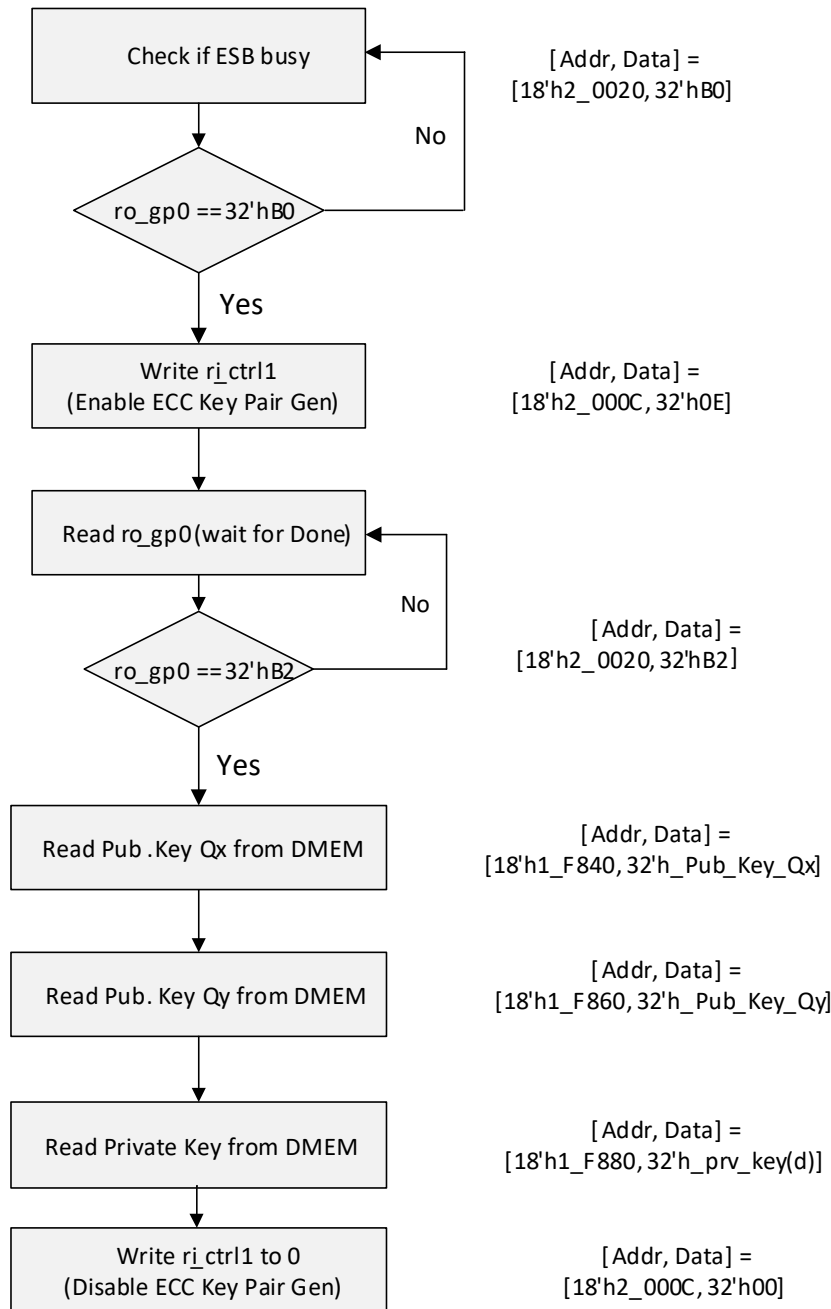 Check if ESB busy
[Addr, Data] =
[18'h2_0020, 32'hB0]
No
ro_gp0 ==32'hB0
Yes
Write ri_ctrl1
(Enable ECC Key Pair Gen)
[Addr, Data] =
[18'h2_000C, 32'h0E]
Read ro_gp0(wait for Done)
No
[Addr, Data] =
[18'h2_0020, 32'hB2]
ro_gp0 ==32'hB2
Yes
Read Pub .Key Qx from DMEM
[Addr, Data] =
[18'h1_F840, 32'h_Pub_Key_Qx]
Read Pub. Key Qy from DMEM
[Addr, Data] =
[18'h1_F860, 32'h_Pub_Key_Qy]
Read Private Key from DMEM
[Addr, Data] =
[18'h1_F880, 32'h_prv_key(d)]
Write ri_ctrl1 to 0
(Disable ECC Key Pair Gen)
[Addr, Data] =
[18'h2_000C, 32'h00]